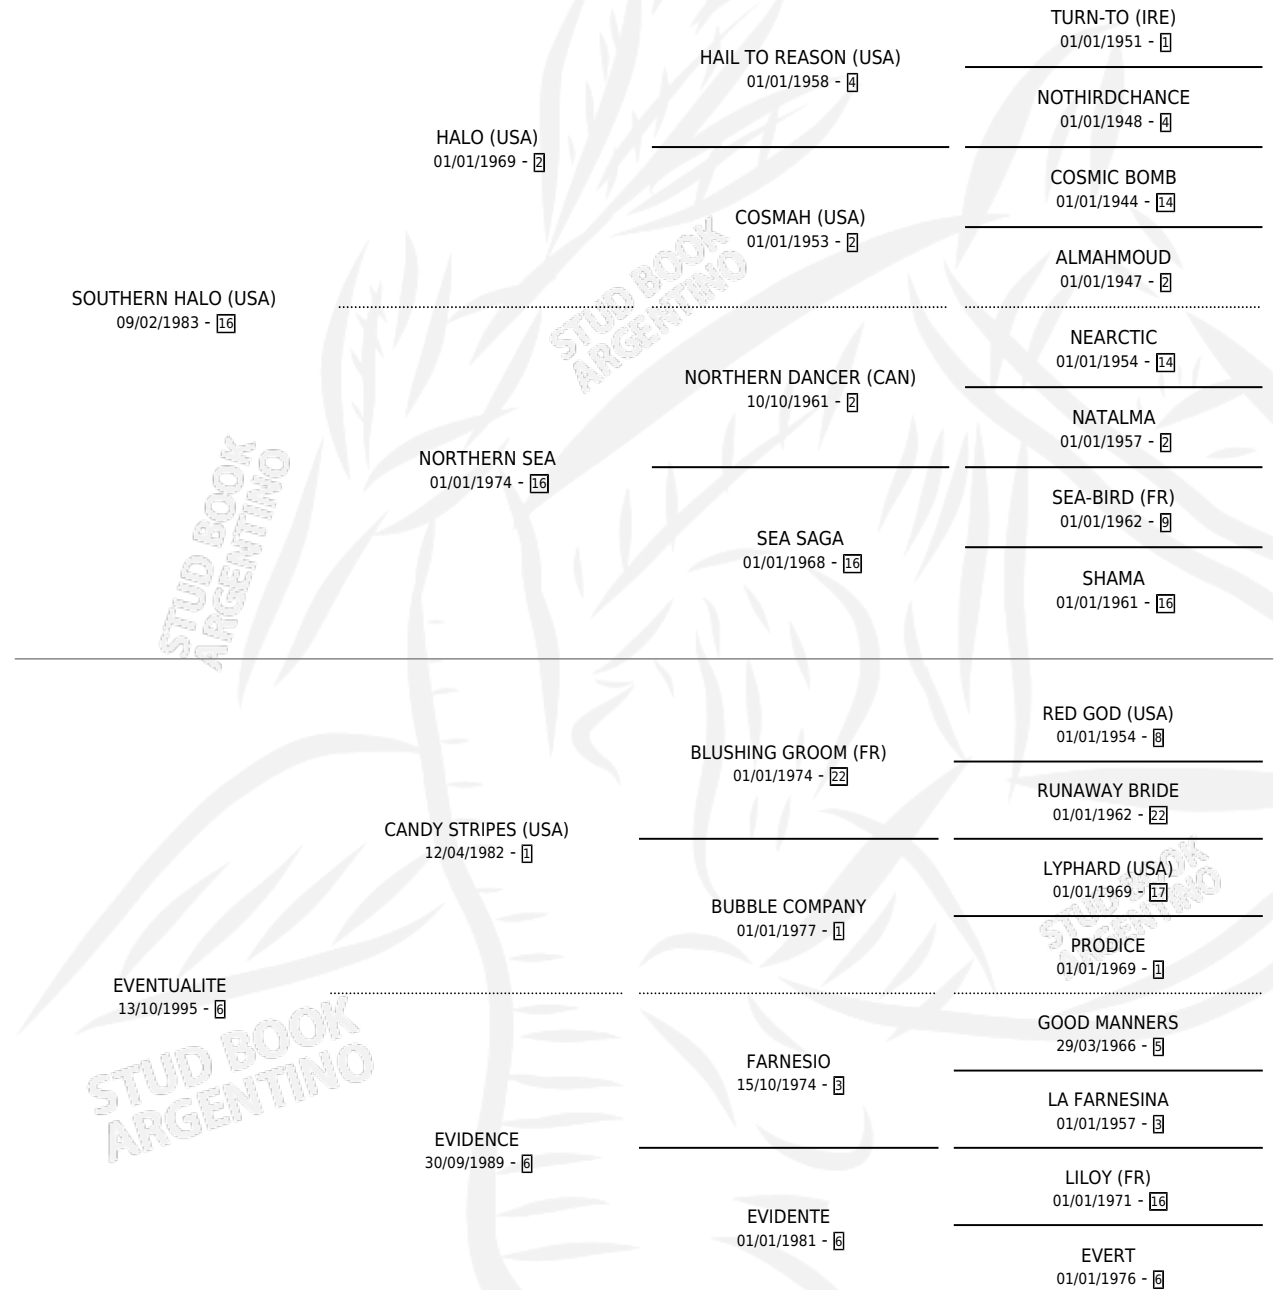 TURN-TO (IRE)
01/01/1951 - 1
HAIL TO REASON (USA)
01/01/1958 - 4
NOTHIRDCHANCE
01/01/1948 - 4
HALO (USA)
01/01/1969 - 2
COSMIC BOMB
01/01/1944 - 14
COSMAH (USA)
01/01/1953 - 2
ALMAHMOUD
01/01/1947 - 2
SOUTHERN HALO (USA)
09/02/1983 - 16
NEARCTIC
01/01/1954 - 14
NORTHERN DANCER (CAN)
10/10/1961 - 2
NATALMA
01/01/1957 - 2
NORTHERN SEA
01/01/1974 - 16
SEA-BIRD (FR)
01/01/1962 - 9
SEA SAGA
01/01/1968 - 16
SHAMA
01/01/1961 - 16
RED GOD (USA)
01/01/1954 - 8
BLUSHING GROOM (FR)
01/01/1974 - 22
RUNAWAY BRIDE
01/01/1962 - 22
CANDY STRIPES (USA)
12/04/1982 - 1
LYPHARD (USA)
01/01/1969 - 17
BUBBLE COMPANY
01/01/1977 - 1
PRODICE
01/01/1969 - 1
EVENTUALITE
13/10/1995 - 6
GOOD MANNERS
29/03/1966 - 5
FARNESIO
15/10/1974 - 3
LA FARNESINA
01/01/1957 - 3
EVIDENCE
30/09/1989 - 6
LILOY (FR)
01/01/1971 - 16
EVIDENTE
01/01/1981 - 6
EVERT
01/01/1976 - 6
STUD BOOK
ARGENTINO
STUD BOOK
ARGENTINO
STUD BOOK
ARGENTINO
STUD BOOK
ARGENTINO